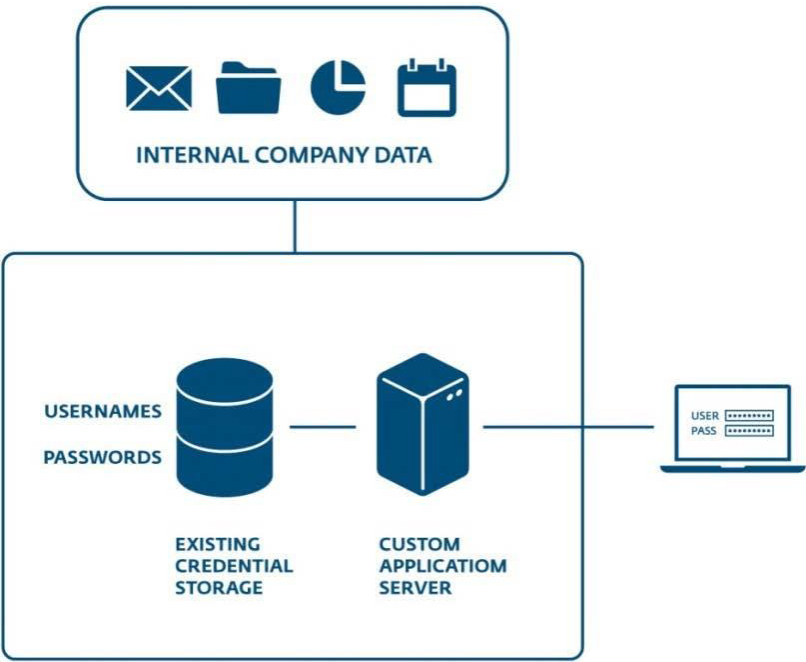 INTERNAL COMPANY DATA
USERNAMES
PASSWORDS
EXISTING
CREDENTIAL
STORAGE
CUSTOM
APPLICATIOM
SERVER
USER
PASS